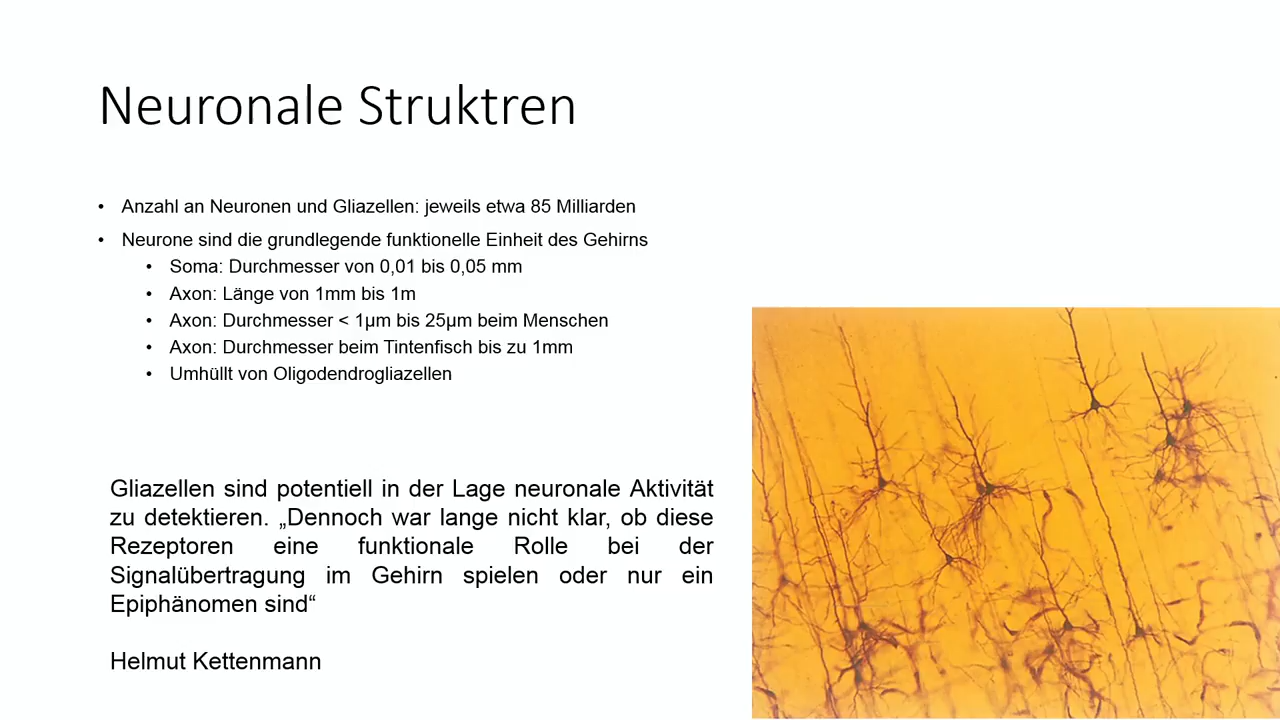 Neuronale Struktren
• Anzahl an Neuronen und Gliazellen: jeweils etwa 85 Milliarden
• Neurone sind die grundlegende funktionelle Einheit des Gehirns
• Soma: Durchmesser von 0,01 bis 0,05 mm
• Axon: Länge von 1mm bis 1m
• Axon: Durchmesser < 1µm bis 25µm beim Menschen
• Axon: Durchmesser beim Tintenfisch bis zu 1mm
• Umhüllt von Oligodendrogliazellen
Gliazellen sind potentiell in der Lage neuronale Aktivität
zu detektieren. „Dennoch war lange nicht klar, ob diese
Rezeptoren eine funktionale Rolle bei der
Signalübertragung im Gehirn spielen oder nur ein
Epiphänomen sind“
Helmut Kettenmann